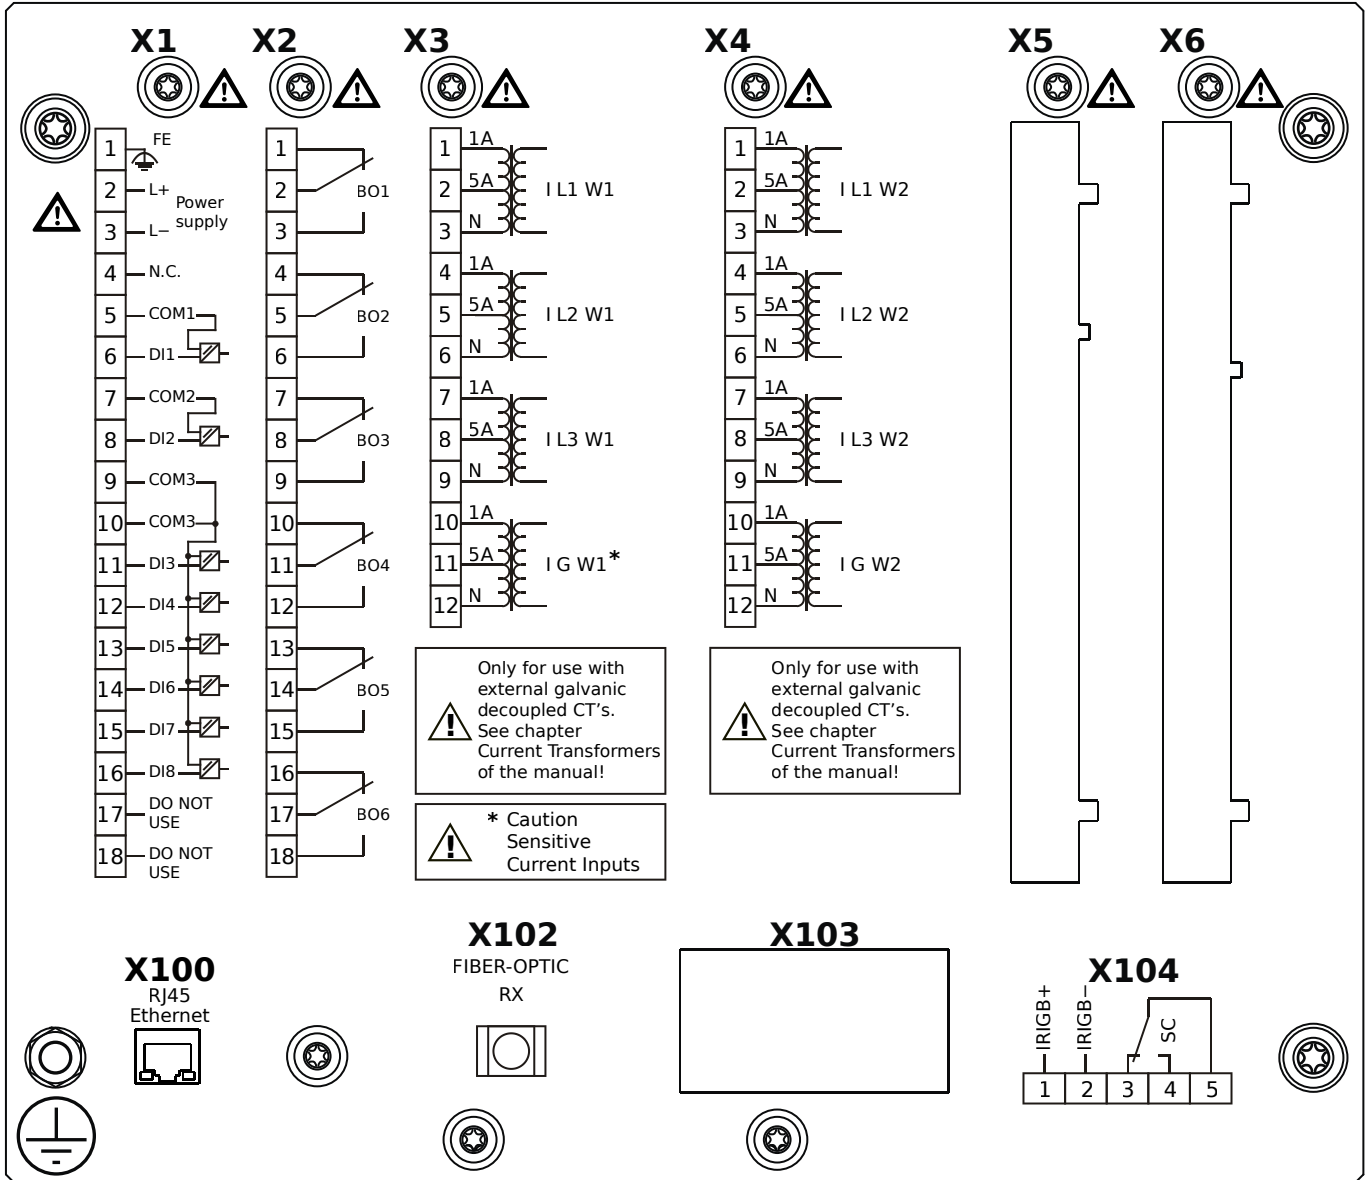 X1 X2 X3 X4 X5 X6
1 FE
2 L+
Power
supply
3 L−
4 N.C.
5 COM1
6 DI1
7 COM2
8 DI2
9 COM3
10 COM3
11 DI3
12 DI4
13 DI5
14 DI6
15 DI7
16 DI8
17 DO NOT
USE
18 DO NOT
USE
1
2 BO1
3
4
5 BO2
6
7
8 BO3
9
10
11 BO4
12
13
14 BO5
15
16
17 BO6
18
1 1A
2 5A I L1 W1
3 N
4 1A
5 5A I L2 W1
6 N
7 1A
8 5A I L3 W1
9 N
10 1A
11 5A I G W1*
12 N
! Only for use with
external galvanic
decoupled CT's.
See chapter
Current Transformers
of the manual!
! * Caution
Sensitive
Current Inputs
1 1A
2 5A I L1 W2
3 N
4 1A
5 5A I L2 W2
6 N
7 1A
8 5A I L3 W2
9 N
10 1A
11 5A I G W2
12 N
! Only for use with
external galvanic
decoupled CT's.
See chapter
Current Transformers
of the manual!
X100
RJ45
Ethernet
X102
FIBER-OPTIC
RX
X103
X104
IRIGB+ IRIGB− SC
1 2 3 4 5